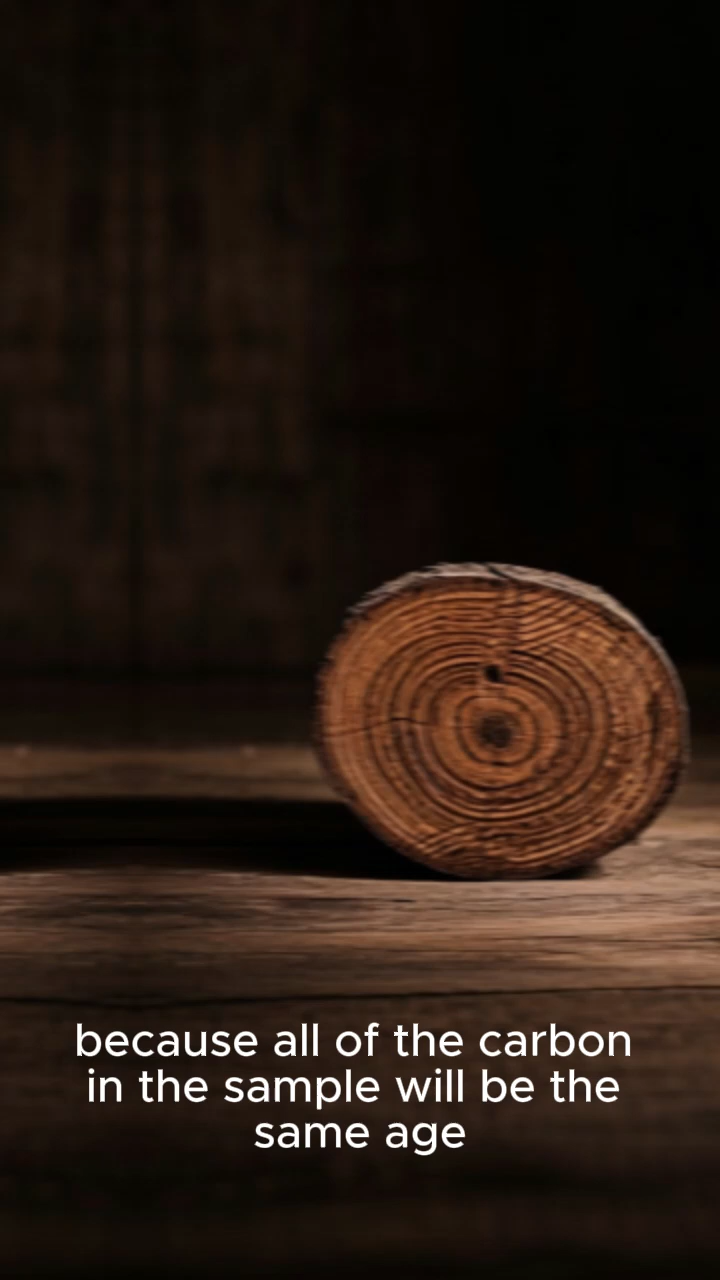 because all of the carbon
in the sample will be the
same age